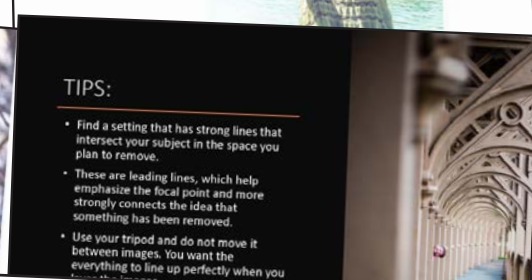 TIPS:
• Find a setting that has strong lines that
intersect your subject in the space you
plan to remove.
• These are leading lines, which help
emphasize the focal point and more
strongly connects the idea that
something has been removed.
• Use your tripod and do not move it
between images. You want the
everything to line up perfectly when you